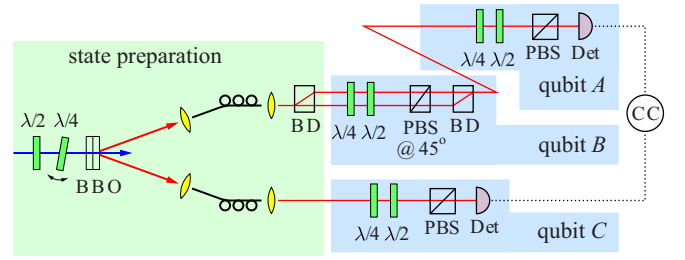 state preparation
λ/2 λ/4
BBO
BD
λ/4 λ/2
PBS
@ 45°
BD
qubit B
λ/4 λ/2
PBS
Det
qubit A
CC
λ/4 λ/2
PBS
Det
qubit C